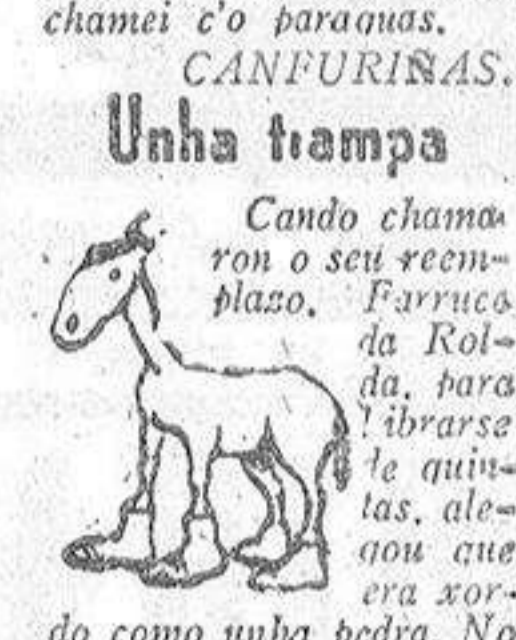 chamei c'o paraguas.
CANFURIÑAS.
Unha trampa
Cando chama-
ron o seu reem-
plazo. Farruco
da Rol-
da, para
librarse
de quin-
tas, ale-
gou que
era xor-
do como unha pedra. No